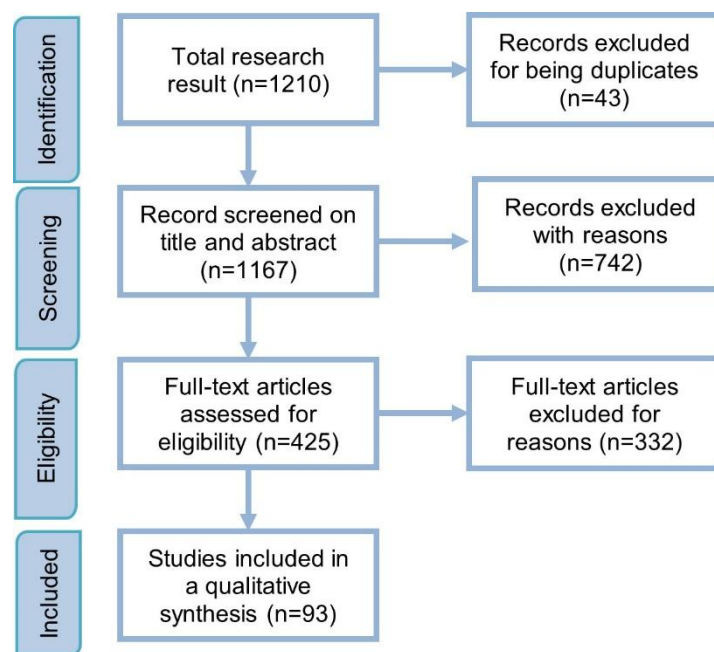 Identification
Total research
result (n=1210)
Records excluded
for being duplicates
(n=43)
Screening
Record screened on
title and abstract
(n=1167)
Records excluded
with reasons
(n=742)
Eligibility
Full-text articles
assessed for
eligibility (n=425)
Full-text articles
excluded for
reasons (n=332)
Included
Studies included in
a qualitative
synthesis (n=93)